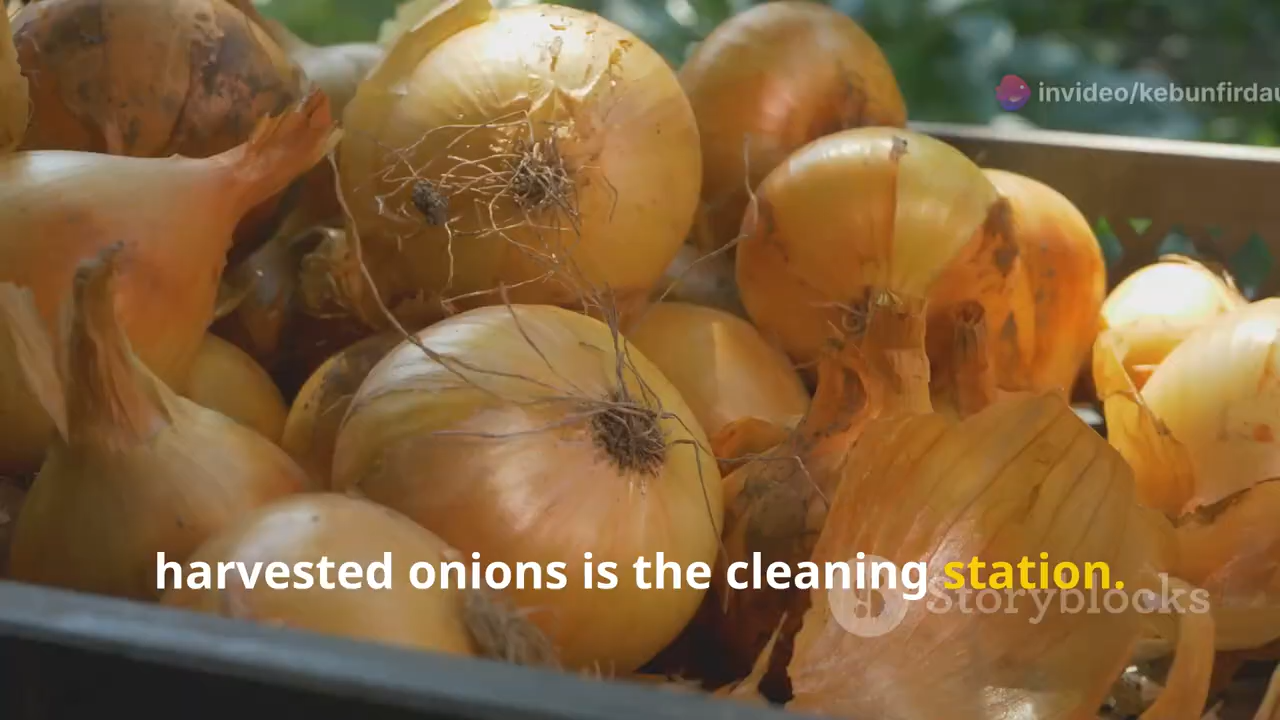 invideo/kebunfirdau
harvested onions is the cleaning station.
Storyblocks